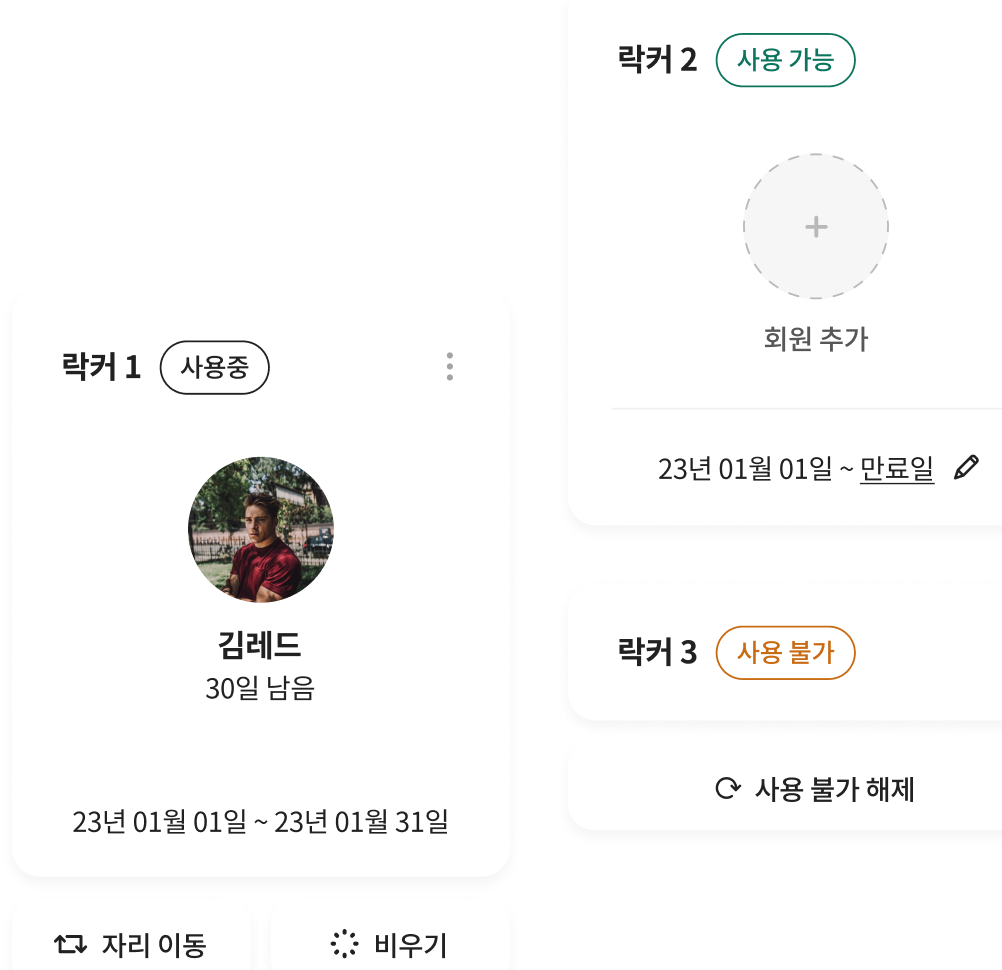 락커 1 사용중
김레드
30일 남음
23년 01월 01일 ~ 23년 01월 31일
자리 이동 비우기
락커 2 사용 가능
회원 추가
23년 01월 01일 ~ 만료일
락커 3 사용 불가
사용 불가 해제